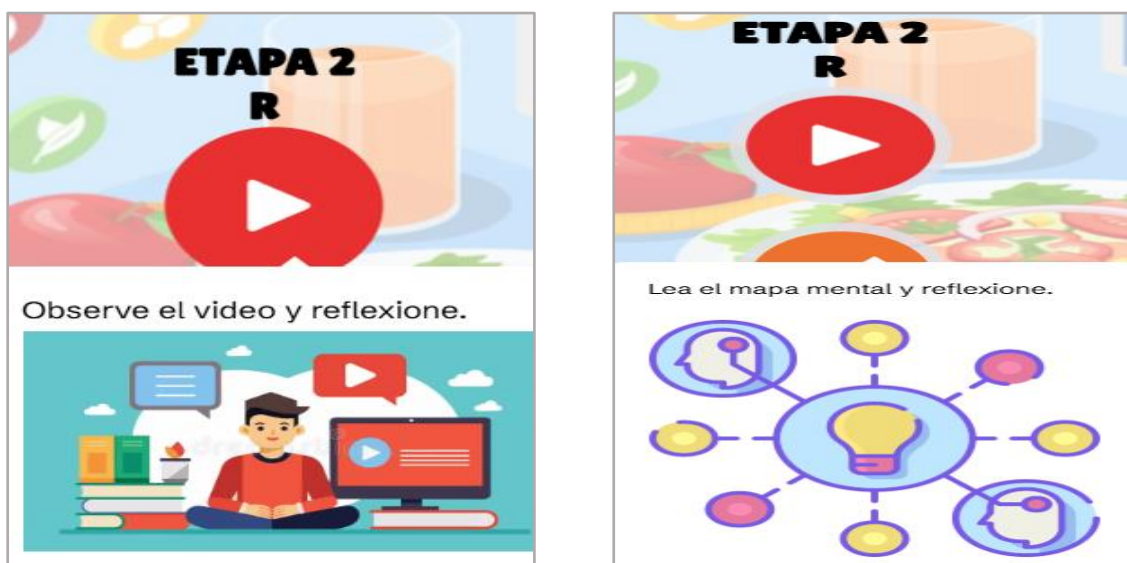 ETAPA 2
R
Observe el video y reflexione.
ETAPA 2
R
Lea el mapa mental y reflexione.